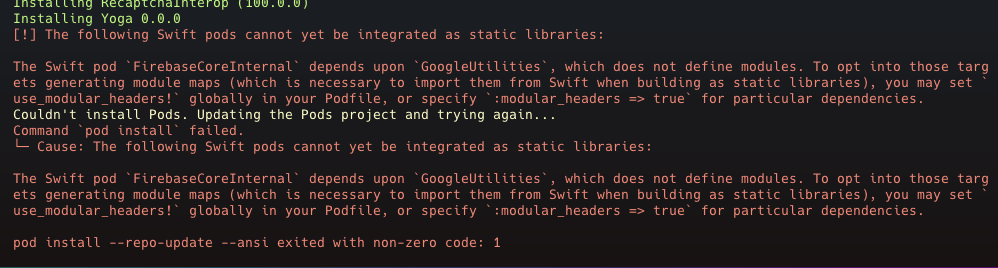 Installing RecaptchaInterop (100.0.0)
Installing Yoga 0.0.0
[!] The following Swift pods cannot yet be integrated as static libraries:
The Swift pod `FirebaseCoreInternal` depends upon `GoogleUtilities`, which does not define modules. To opt into those targ
ets generating module maps (which is necessary to import them from Swift when building as static libraries), you may set `
use_modular_headers!` globally in your Podfile, or specify `:modular_headers => true` for particular dependencies.
Couldn't install Pods. Updating the Pods project and trying again...
Command `pod install` failed.
└─ Cause: The following Swift pods cannot yet be integrated as static libraries:
The Swift pod `FirebaseCoreInternal` depends upon `GoogleUtilities`, which does not define modules. To opt into those targ
ets generating module maps (which is necessary to import them from Swift when building as static libraries), you may set `
use_modular_headers!` globally in your Podfile, or specify `:modular_headers => true` for particular dependencies.
pod install --repo-update --ansi exited with non-zero code: 1